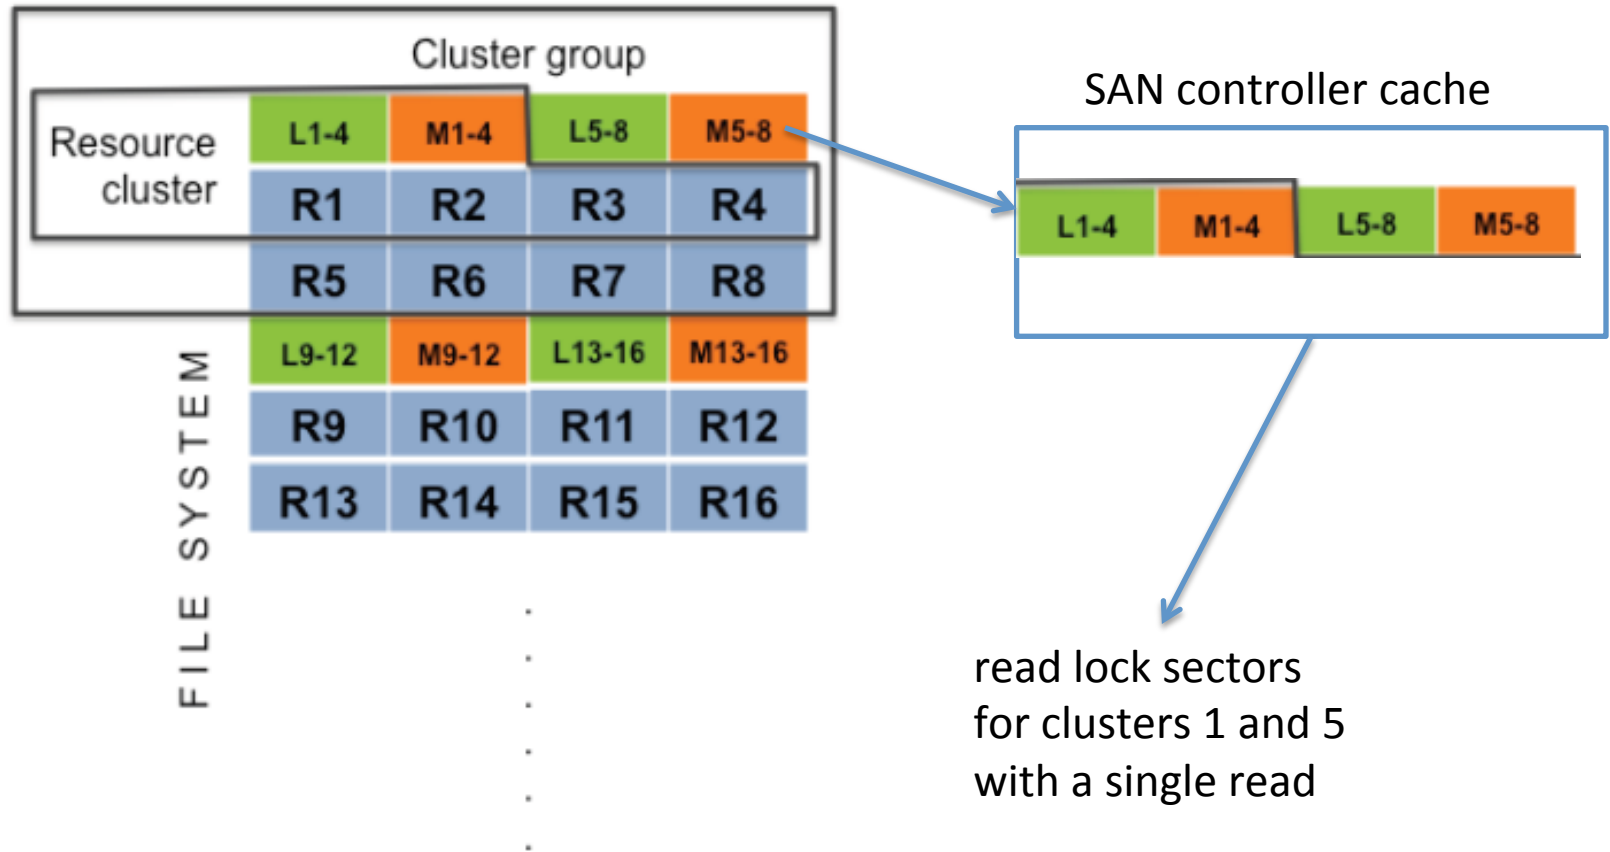 Cluster group
Resource
cluster
L1-4 M1-4 L5-8 M5-8
R1 R2 R3 R4
R5 R6 R7 R8
L9-12 M9-12 L13-16 M13-16
R9 R10 R11 R12
R13 R14 R15 R16
FILE SYSTEM
SAN controller cache
L1-4 M1-4 L5-8 M5-8
read lock sectors
for clusters 1 and 5
with a single read